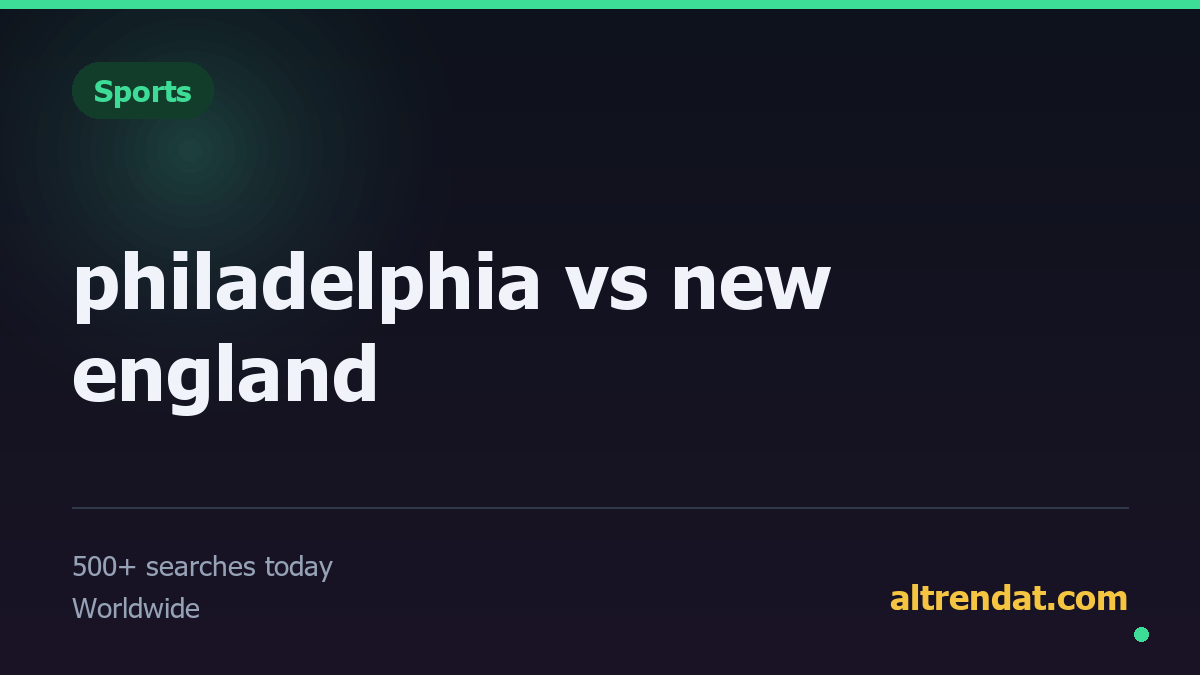 Sports
philadelphia vs new
england
500+ searches today
Worldwide
altrendat.com